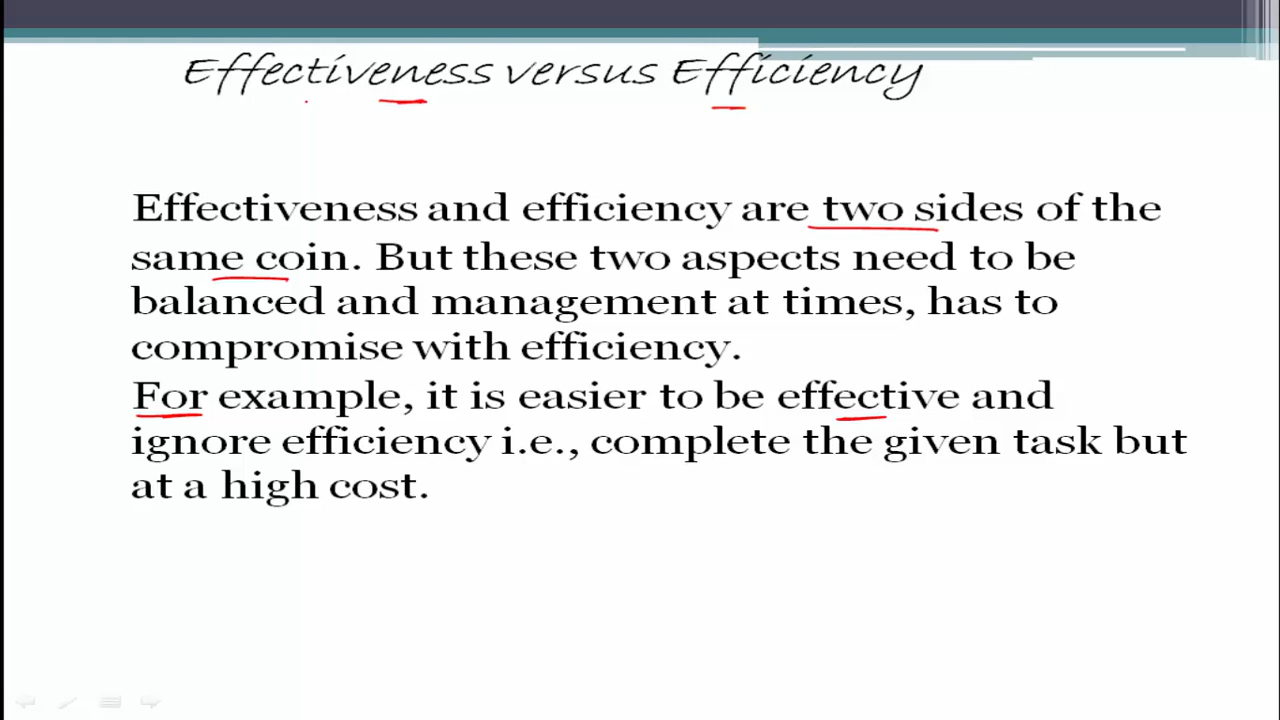 Effectiveness versus Efficiency
Effectiveness and efficiency are two sides of the
same coin. But these two aspects need to be
balanced and management at times, has to
compromise with efficiency.
For example, it is easier to be effective and
ignore efficiency i.e., complete the given task but
at a high cost.